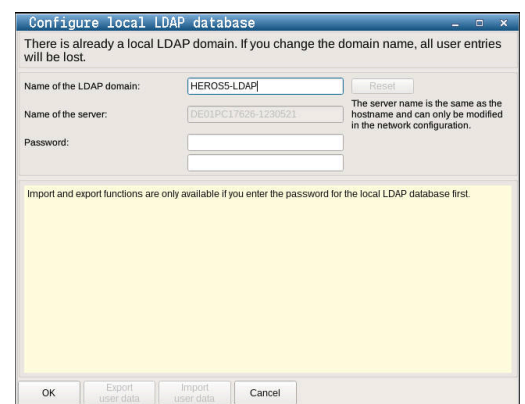 Configure local LDAP database
There is already a local LDAP domain. If you change the domain name, all user entries
will be lost.
Name of the LDAP domain:
HEROS5-LDAP
Reset
Name of the server:
DE01PC17626-1230521
The server name is the same as the
hostname and can only be modified
in the network configuration.
Password:
Import and export functions are only available if you enter the password for the local LDAP database first.
OK
Export
user data
Import
user data
Cancel